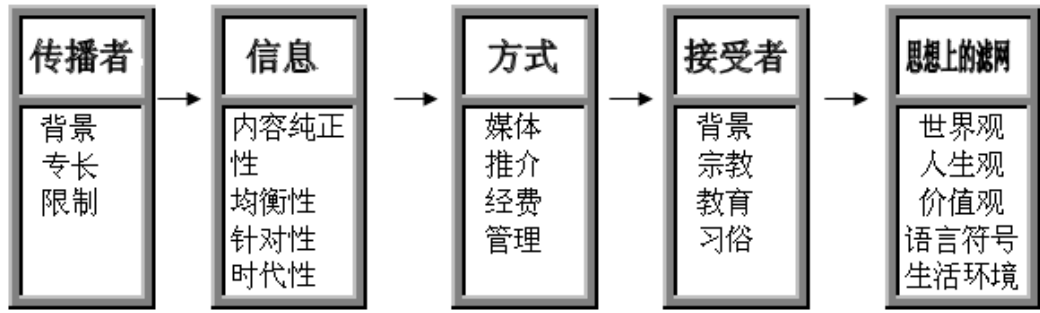 传播者
背景
专长
限制
信息
内容纯正
性
均衡性
针对性
时代性
方式
媒体
推介
经费
管理
接受者
背景
宗教
教育
习俗
思想上的滤网
世界观
人生观
价值观
语言符号
生活环境